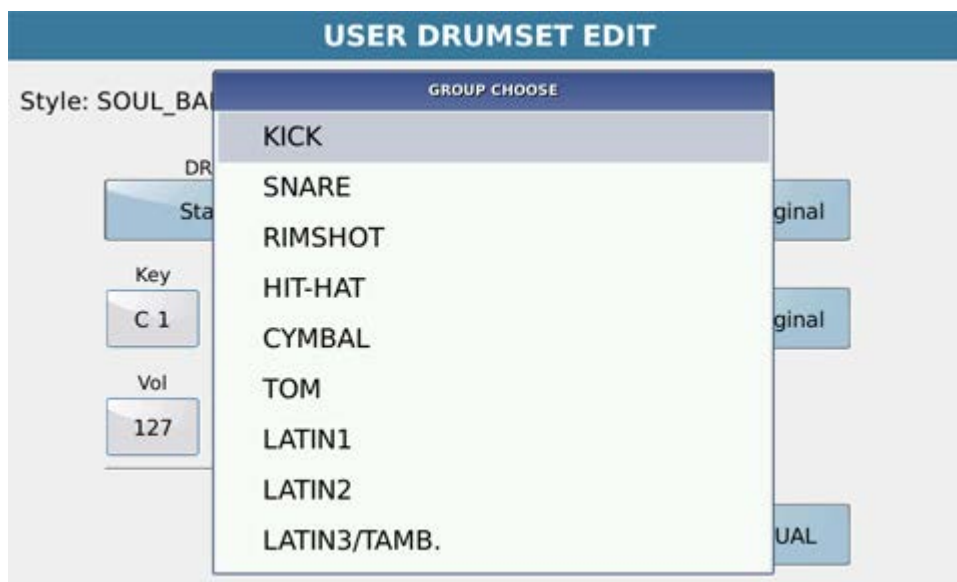 USER DRUMSET EDIT
GROUP CHOOSE
Style: SOUL_BA
KICK
DR
SNARE
Sta
ginal
RIMSHOT
Key
HIT-HAT
C 1
ginal
CYMBAL
Vol
TOM
127
LATIN1
LATIN2
LATIN3/TAMB.
UAL